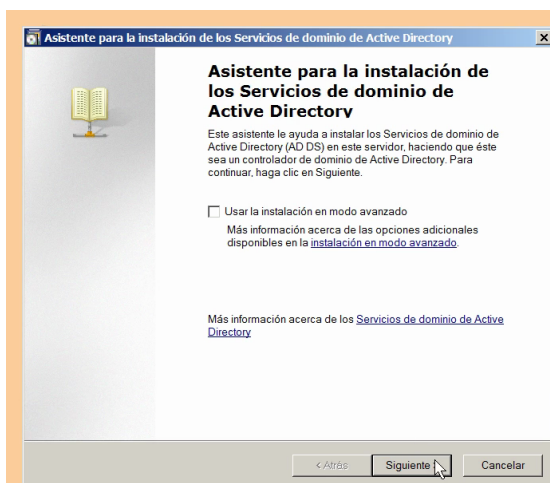 Asistente para la instalación de los Servicios de dominio de Active Directory
Asistente para la instalación de
los Servicios de dominio de
Active Directory
Este asistente le ayuda a instalar los Servicios de dominio de
Active Directory (AD DS) en este servidor, haciendo que éste
sea un controlador de dominio de Active Directory. Para
continuar, haga clic en Siguiente.
Usar la instalación en modo avanzado
Más información acerca de las opciones adicionales
disponibles en la instalación en modo avanzado.
Más información acerca de los Servicios de dominio de Active
Directory
< Atrás Siguiente > Cancelar